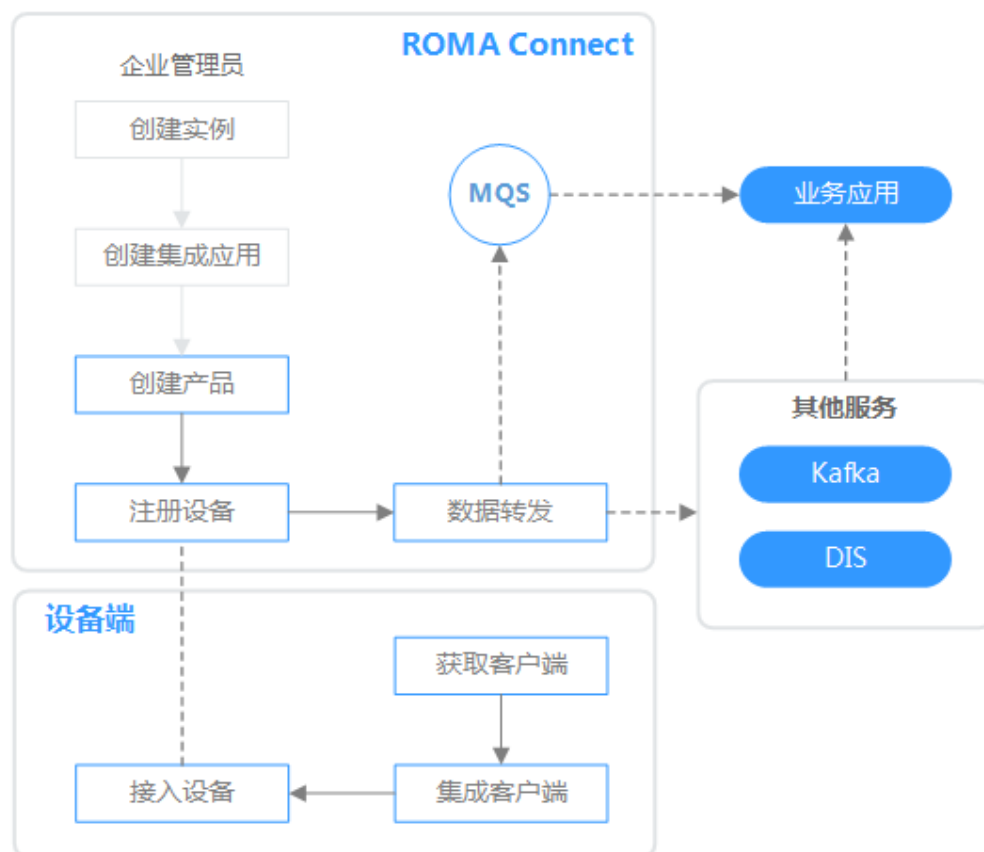 ROMA Connect
企业管理员
创建实例
MQS
业务应用
创建集成应用
创建产品
其他服务
Kafka
注册设备
数据转发
DIS
设备端
获取客户端
接入设备
集成客户端